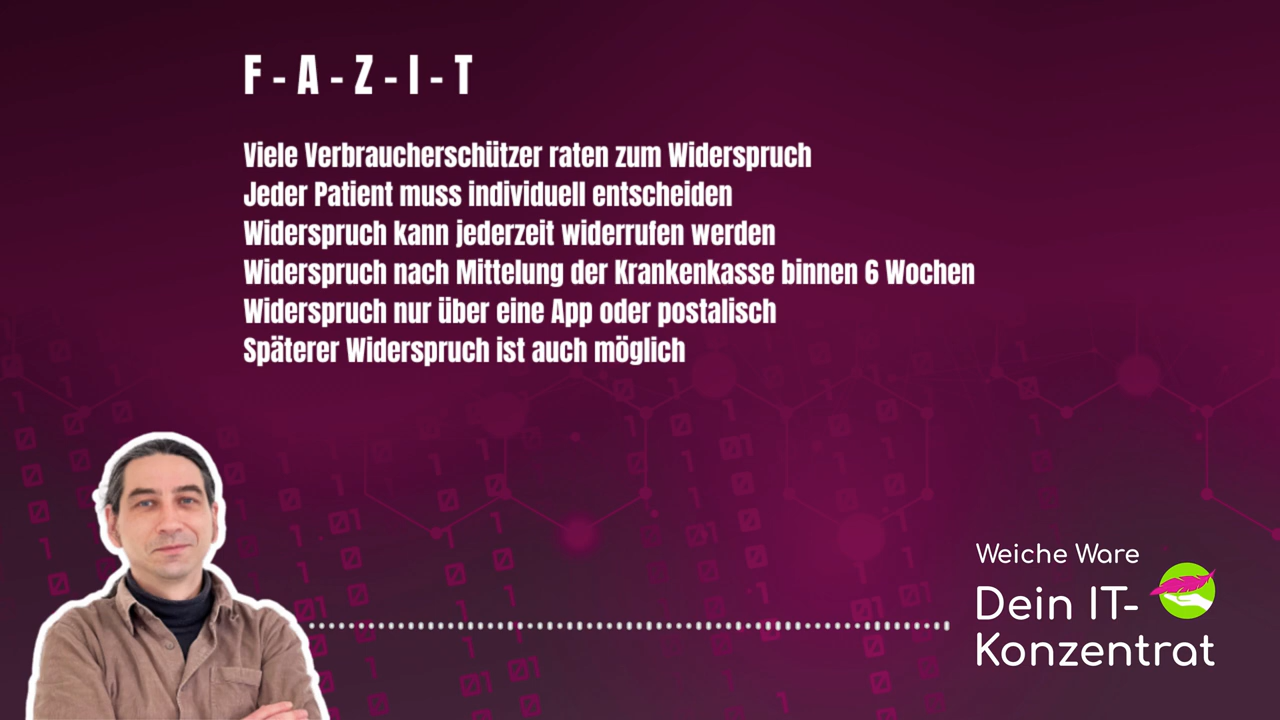 F - A - Z - I - T
Viele Verbraucherschützer raten zum Widerspruch
Jeder Patient muss individuell entscheiden
Widerspruch kann jederzeit widerrufen werden
Widerspruch nach Mittelung der Krankenkasse binnen 6 Wochen
Widerspruch nur über eine App oder postalisch
Späterer Widerspruch ist auch möglich
Weiche Ware
Dein IT-
Konzentrat